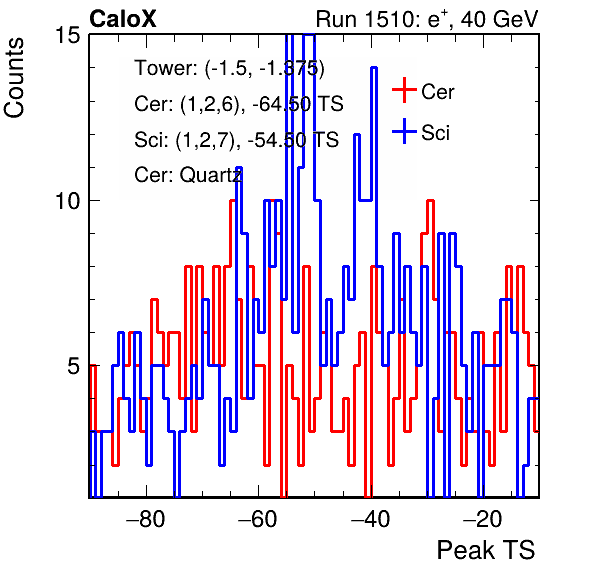 CaloX Run 1510: e+, 40 GeV
Counts
15
10
5
Tower: (-1.5, -1.375)
Cer: (1,2,6), -64.50 TS
Sci: (1,2,7), -54.50 TS
Cer: Quartz
Cer
Sci
−80 −60 −40 −20
Peak TS